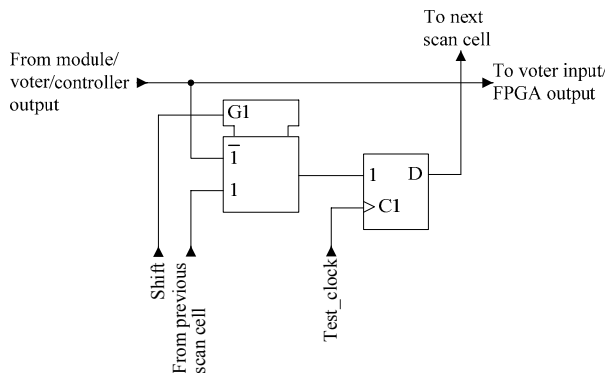 To next
scan cell
From module/
voter/controller
output
To voter input/
FPGA output
G1
1
1
1 D
C1
Shift
From previous
scan cell
Test_clock